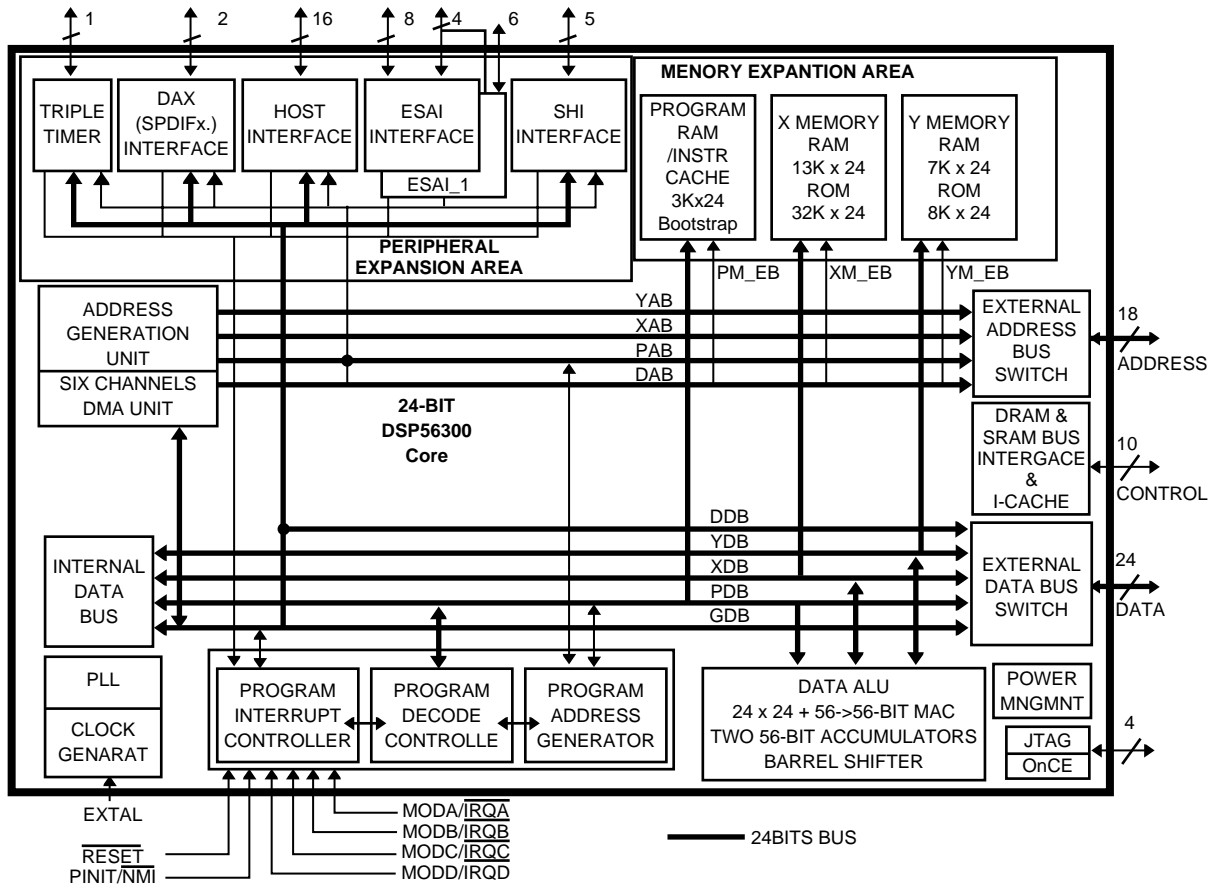 1
2
16
8
4
6
5
MENORY EXPANTION AREA
TRIPLE
TIMER
DAX
(SPDIFx.)
INTERFACE
HOST
INTERFACE
ESAI
INTERFACE
ESAI_1
SHI
INTERFACE
PROGRAM
RAM
/INSTR
CACHE
3Kx24
Bootstrap
X MEMORY
RAM
13K x 24
ROM
32K x 24
Y MEMORY
RAM
7K x 24
ROM
8K x 24
PERIPHERAL
EXPANSION AREA
PM_EB
XM_EB
YM_EB
ADDRESS
GENERATION
UNIT
SIX CHANNELS
DMA UNIT
YAB
XAB
PAB
DAB
EXTERNAL
ADDRESS
BUS
SWITCH
18
ADDRESS
24-BIT
DSP56300
Core
DRAM &
SRAM BUS
INTERGACE
&
I-CACHE
10
CONTROL
INTERNAL
DATA
BUS
DDB
YDB
XDB
PDB
GDB
EXTERNAL
DATA BUS
SWITCH
24
DATA
PLL
CLOCK
GENARAT
PROGRAM
INTERRUPT
CONTROLLER
PROGRAM
DECODE
CONTROLLE
PROGRAM
ADDRESS
GENERATOR
DATA ALU
24 x 24 + 56->56-BIT MAC
TWO 56-BIT ACCUMULATORS
BARREL SHIFTER
POWER
MNGMNT
JTAG
OnCE
4
EXTAL
RESET
PINIT/NMI
MODA/IRQA
MODB/IRQB
MODC/IRQC
MODD/IRQD
24BITS BUS